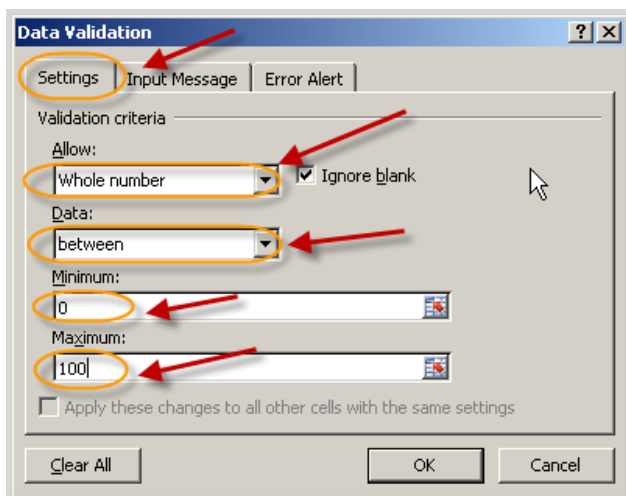 Data Validation
Settings Input Message Error Alert
Validation criteria
Allow:
Whole number Ignore blank
Data:
between
Minimum:
0
Maximum:
100
Apply these changes to all other cells with the same settings
Clear All OK Cancel